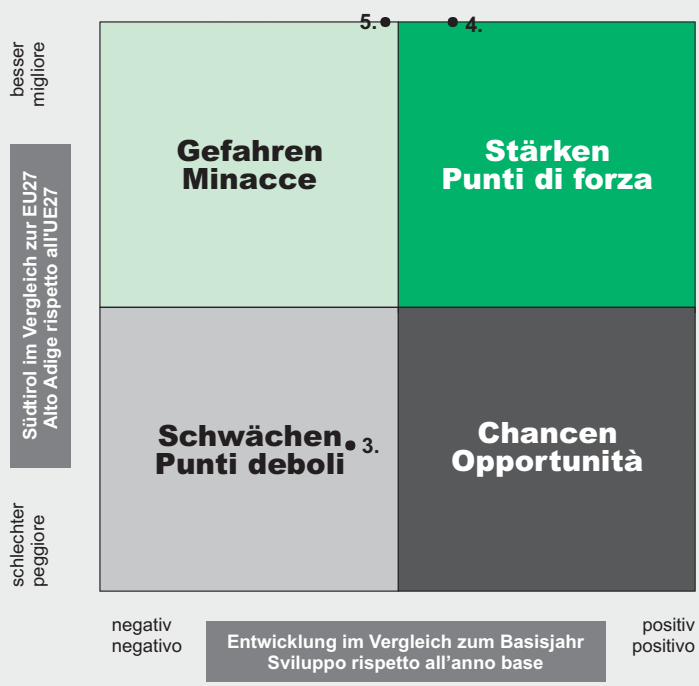 5.
4.
besser
migliore
Gefahren
Minacce
Stärken
Punti di forza
Südtirol im Vergleich zur EU27
Alto Adige rispetto all'UE27
Schwächen
Punti deboli
3.
Chancen
Opportunità
schlechter
peggiore
negativ
negativo
Entwicklung im Vergleich zum Basisjahr
Sviluppo rispetto all’anno base
positiv
positivo